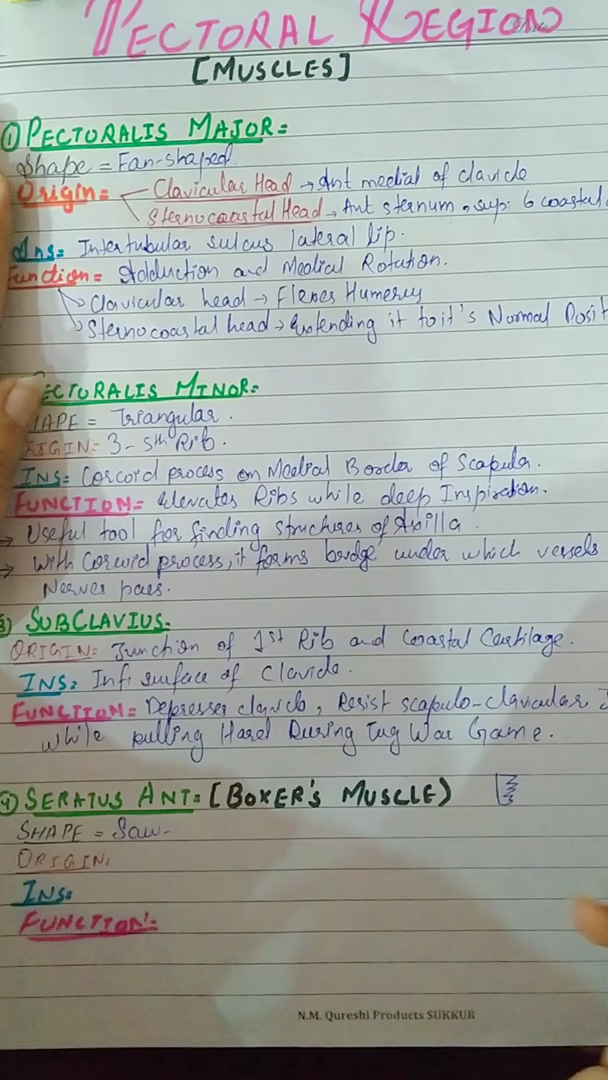 PECTORAL REGION
[MUSCLES]
① PECTORALIS MAJOR=
Shape = Fan-shaped.
Origin= Clavicular Head → Ant medial of clavicle
Sternocoastal Head → Ant sternum, sup: 6 coastal
Ins= Intertubular sulcus lateral lip.
Function= Adduction and Medial Rotation.
Clavicular head → Flexes Humerus
Sternocoastal head → Extending it to it's Normal Posit
ECTORALIS MINOR=
HAPE = Triangular.
RIGIN= 3-5th Rib.
INS= Corcoid process on Medial Border of Scapula.
FUNCTION= Elevates Ribs while deep Inspiration.
→ Useful tool for finding structures of Axilla.
→ With Corcoid process, it forms bridge under which vessels
Nerves pass.
3) SUBCLAVIUS=
ORIGIN= Junction of 1st Rib and Coastal Cartilage.
INS= Inf: surface of Clavicle.
FUNCTION= Depresses clavicle, Resist scapulo-clavicular J
while pulling Hard During Tug War Game.
④ SERATUS ANT= [BOXER'S MUSCLE)
SHAPE = Saw-
ORIGIN=
INS=
FUNCTION=
N.M. Qureshi Products SUKKUR